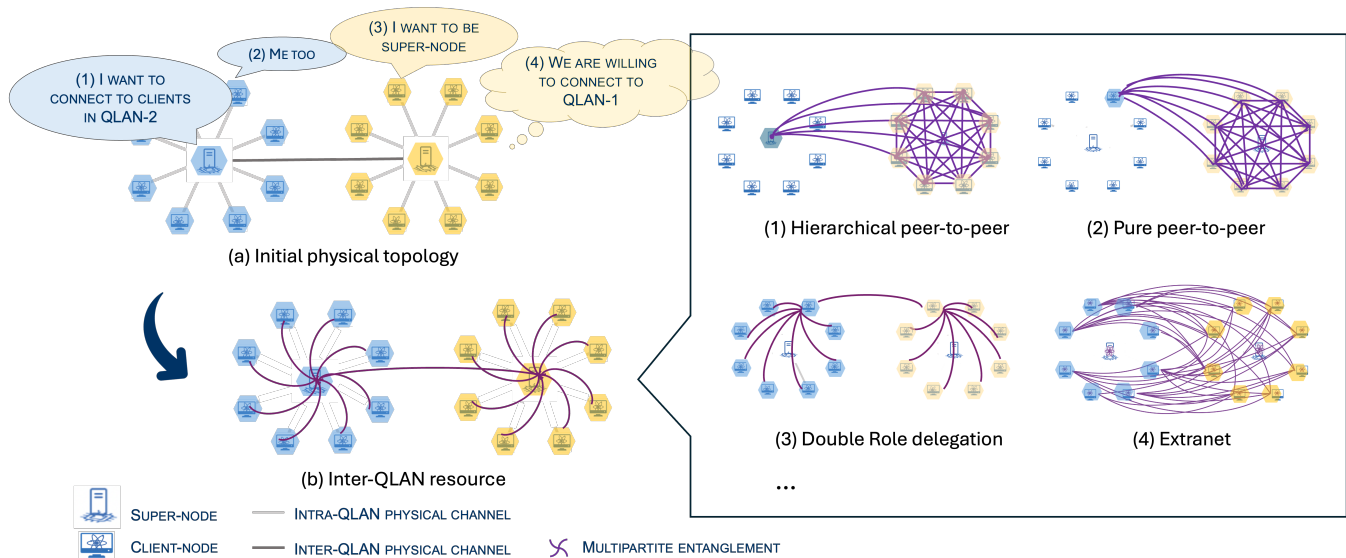 (1) I WANT TO
CONNECT TO CLIENTS
IN QLAN-2
(2) ME TOO
(3) I WANT TO BE
SUPER-NODE
(4) WE ARE WILLING
TO CONNECT TO
QLAN-1
(a) Initial physical topology
(b) Inter-QLAN resource
(1) Hierarchical peer-to-peer
(2) Pure peer-to-peer
(3) Double Role delegation
(4) Extranet
...
SUPER-NODE
INTRA-QLAN PHYSICAL CHANNEL
CLIENT-NODE
INTER-QLAN PHYSICAL CHANNEL
MULTIPARTITE ENTANGLEMENT